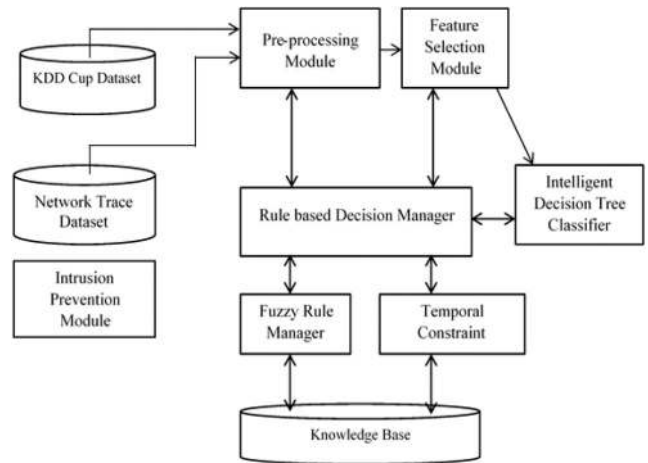 KDD Cup Dataset
Pre-processing
Module
Feature
Selection
Module
Network Trace
Dataset
Rule based Decision Manager
Intelligent
Decision Tree
Classifier
Intrusion
Prevention
Module
Fuzzy Rule
Manager
Temporal
Constraint
Knowledge Base